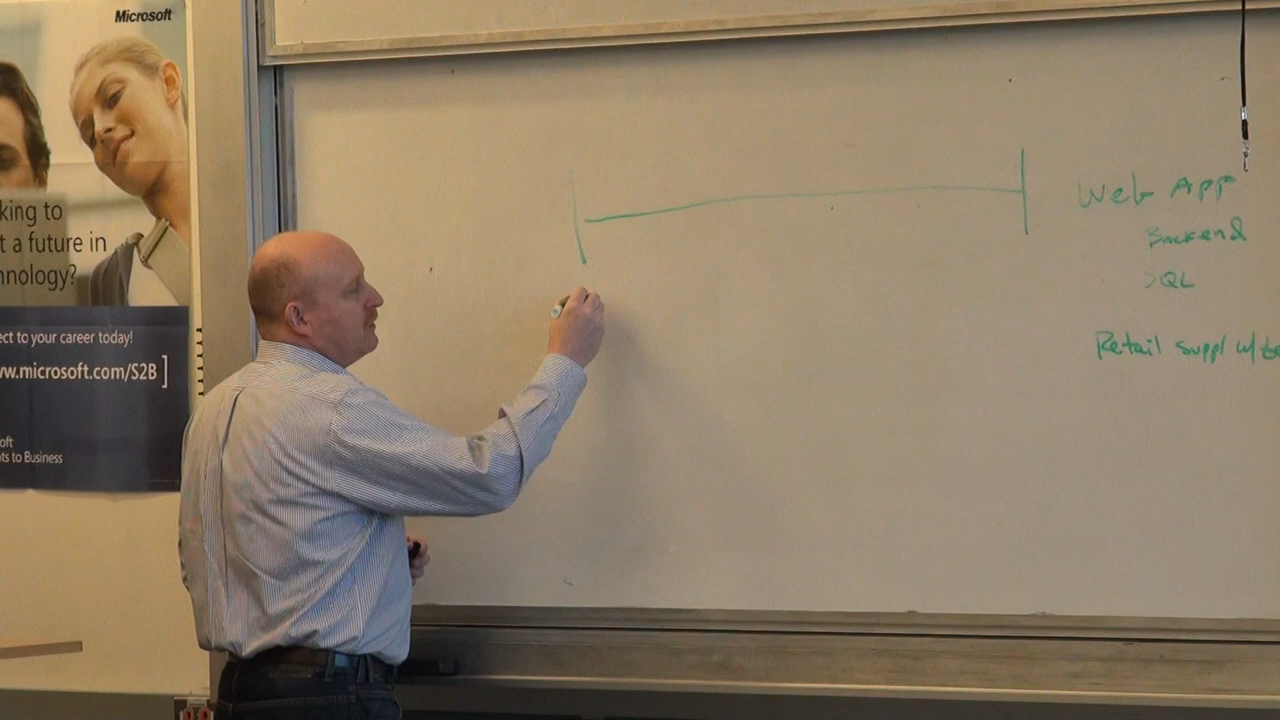 Microsoft
king to
t a future in
nology?
ect to your career today!
ww.microsoft.com/S2B]
oft
ts to Business
Web App
Backend
SQL
Retail suppl w/